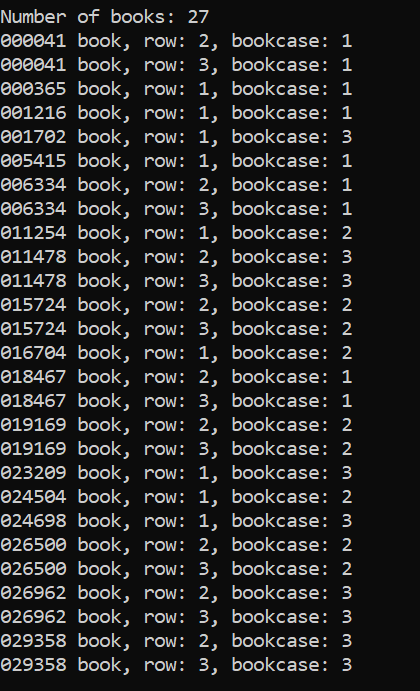 Number of books: 27
000041 book, row: 2, bookcase: 1
000041 book, row: 3, bookcase: 1
000365 book, row: 1, bookcase: 1
001216 book, row: 1, bookcase: 1
001702 book, row: 1, bookcase: 3
005415 book, row: 1, bookcase: 1
006334 book, row: 2, bookcase: 1
006334 book, row: 3, bookcase: 1
011254 book, row: 1, bookcase: 2
011478 book, row: 2, bookcase: 3
011478 book, row: 3, bookcase: 3
015724 book, row: 2, bookcase: 2
015724 book, row: 3, bookcase: 2
016704 book, row: 1, bookcase: 2
018467 book, row: 2, bookcase: 1
018467 book, row: 3, bookcase: 1
019169 book, row: 2, bookcase: 2
019169 book, row: 3, bookcase: 2
023209 book, row: 1, bookcase: 3
024504 book, row: 1, bookcase: 2
024698 book, row: 1, bookcase: 3
026500 book, row: 2, bookcase: 2
026500 book, row: 3, bookcase: 2
026962 book, row: 2, bookcase: 3
026962 book, row: 3, bookcase: 3
029358 book, row: 2, bookcase: 3
029358 book, row: 3, bookcase: 3